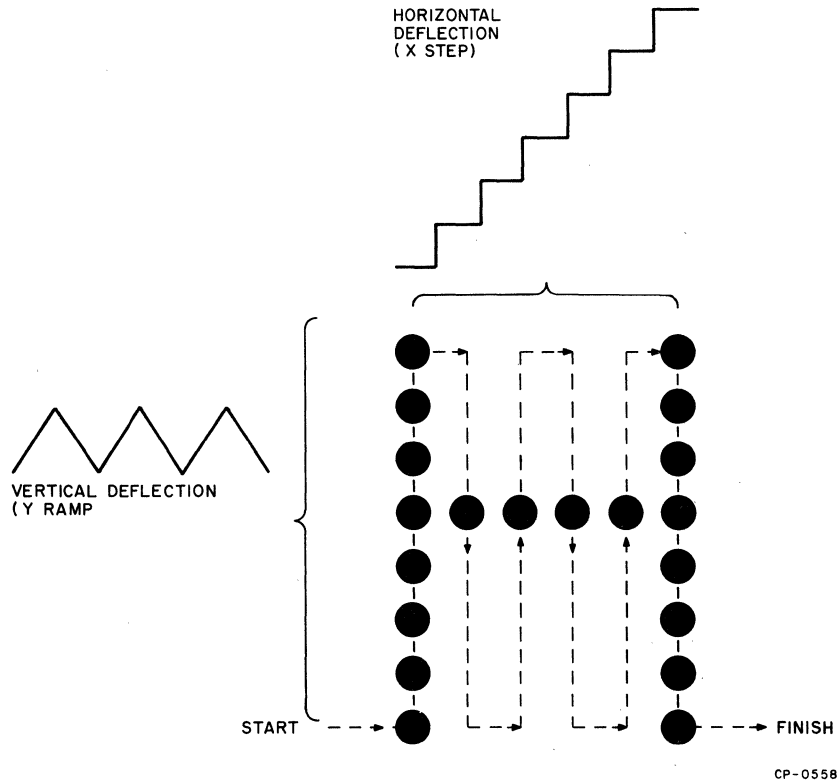 HORIZONTAL
DEFLECTION
( X STEP)
VERTICAL DEFLECTION
(Y RAMP
START
FINISH
CP-0558